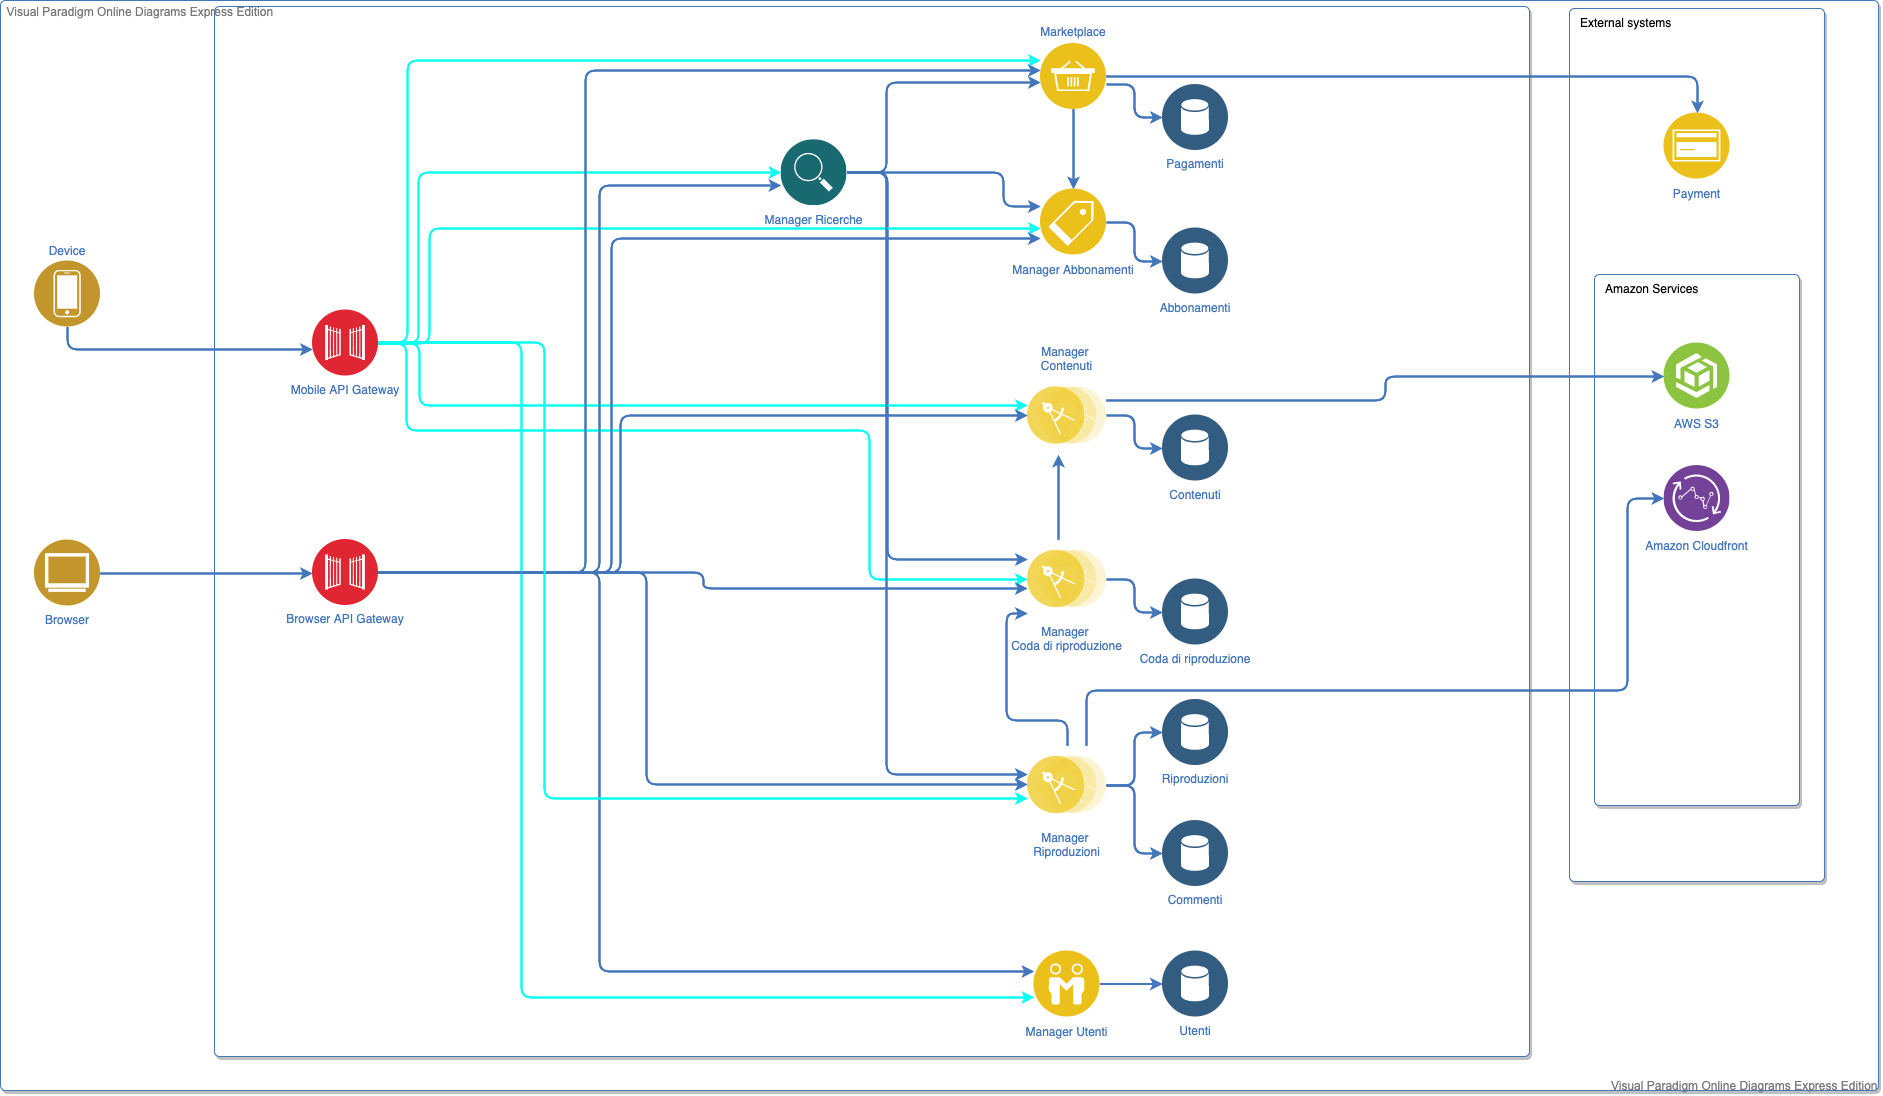 Visual Paradigm Online Diagrams Express Edition
External systems
Marketplace
Pagamenti
Payment
Manager Ricerche
Device
Manager Abbonamenti
Abbonamenti
Amazon Services
Mobile API Gateway
Manager
Contenuti
AWS S3
Contenuti
Amazon Cloudfront
Browser
Browser API Gateway
Manager
Coda di riproduzione
Coda di riproduzione
Riproduzioni
Manager
Riproduzioni
Commenti
Manager Utenti
Utenti
Visual Paradigm Online Diagrams Express Edition